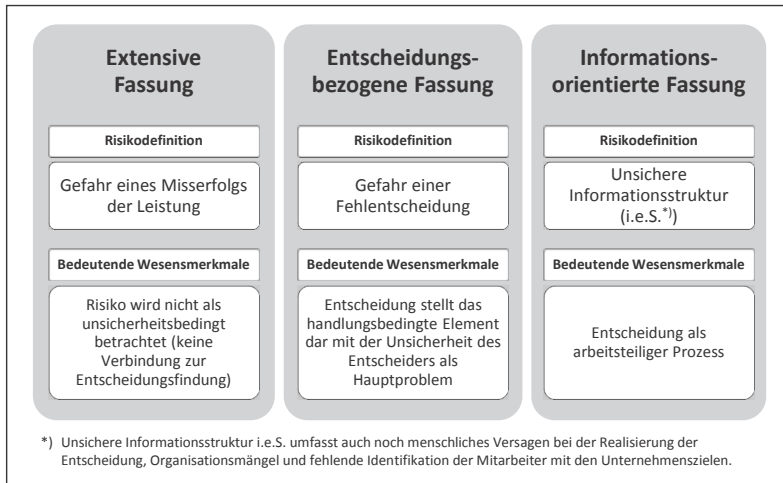 Extensive
Fassung
Risikodefinition
Gefahr eines Misserfolgs
der Leistung
Bedeutende Wesensmerkmale
Risiko wird nicht als
unsicherheitsbedingt
betrachtet (keine
Verbindung zur
Entscheidungsfindung)
Entscheidungs-
bezogene Fassung
Risikodefinition
Gefahr einer
Fehlentscheidung
Bedeutende Wesensmerkmale
Entscheidung stellt das
handlungsbedingte Element
dar mit der Unsicherheit des
Entscheiders als
Hauptproblem
Informations-
orientierte Fassung
Risikodefinition
Unsichere
Informationsstruktur
(i.e.S.*))
Bedeutende Wesensmerkmale
Entscheidung als
arbeitsteiliger Prozess
*) Unsichere Informationsstruktur i.e.S. umfasst auch noch menschliches Versagen bei der Realisierung der
Entscheidung, Organisationsmängel und fehlende Identifikation der Mitarbeiter mit den Unternehmenszielen.